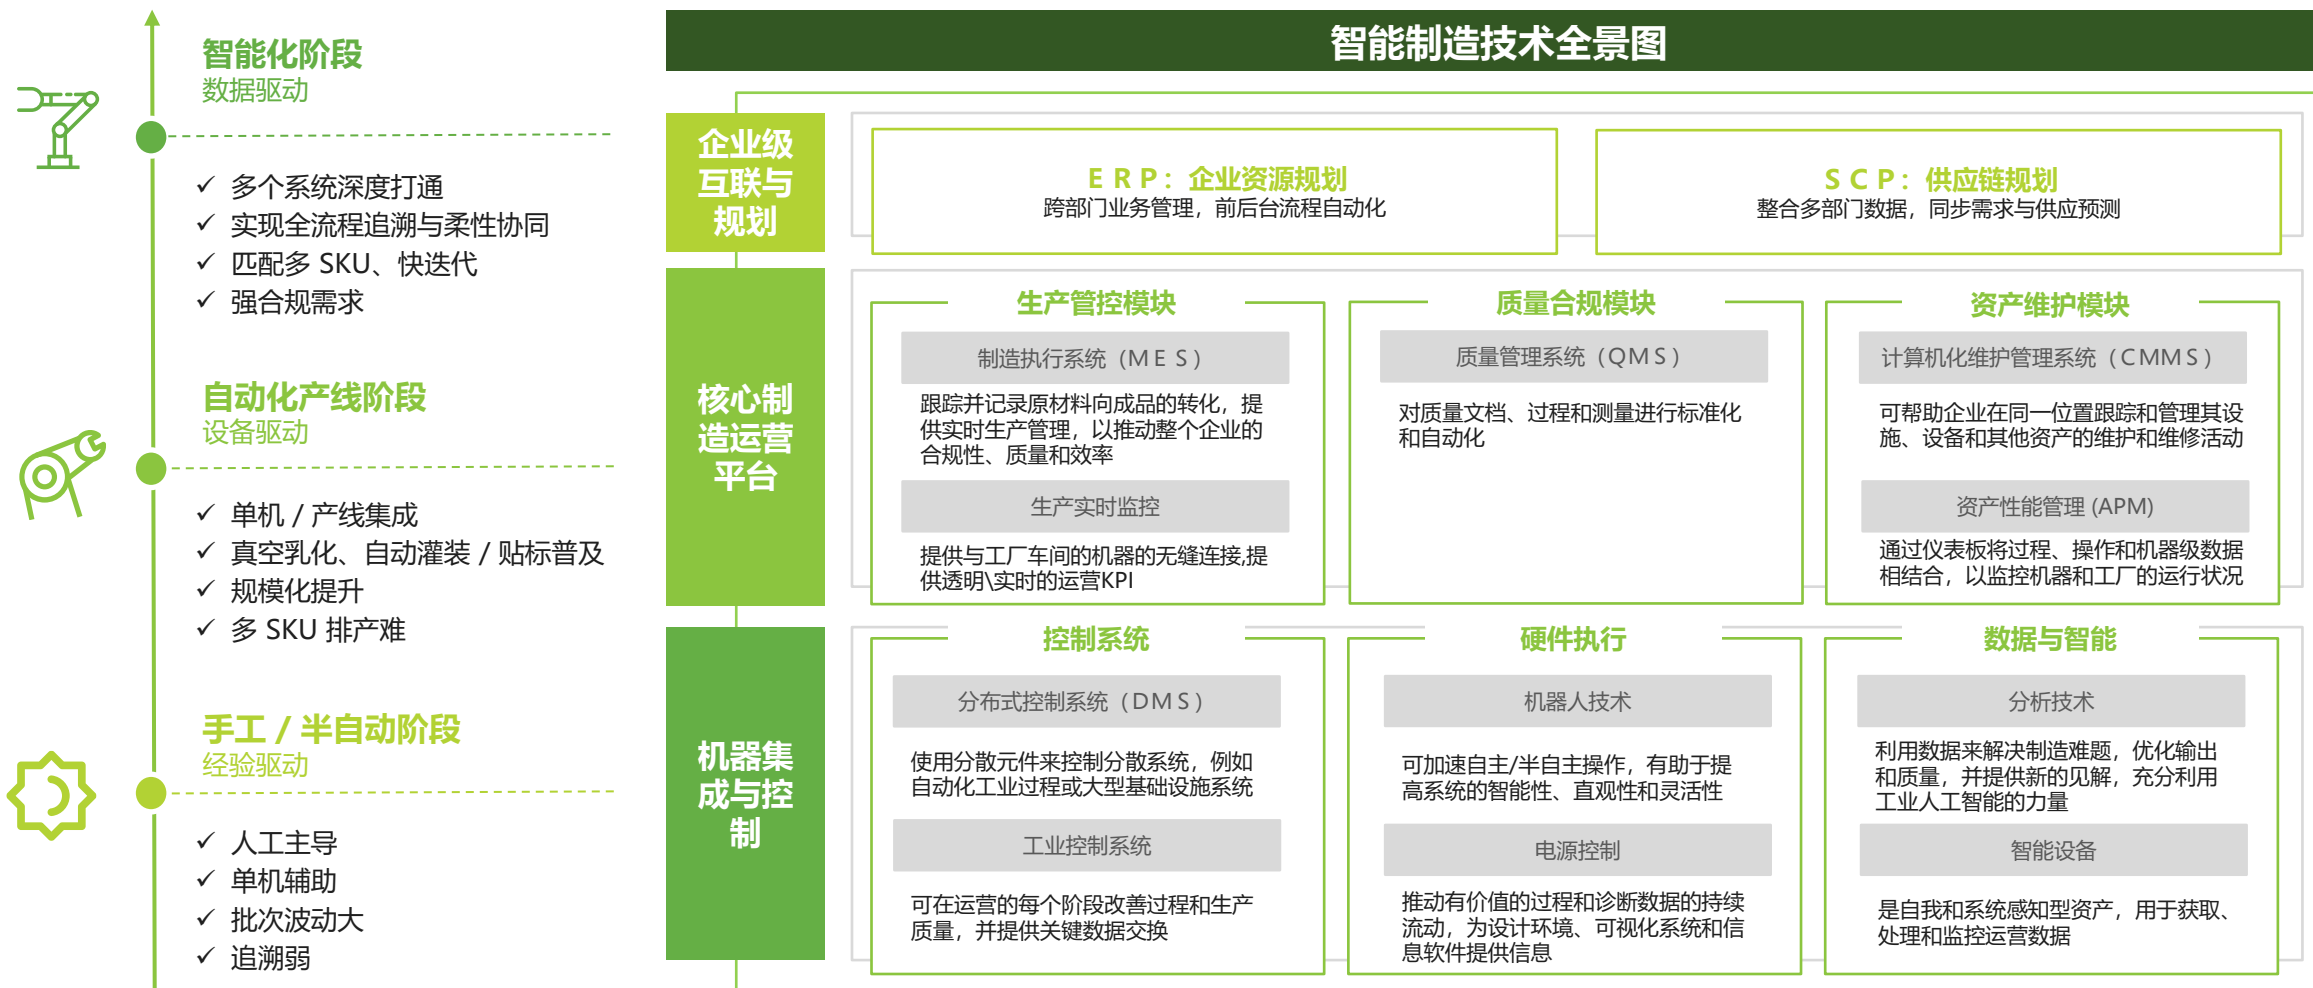 智能化阶段
数据驱动
✓ 多个系统深度打通
✓ 实现全流程追溯与柔性协同
✓ 匹配多 SKU、快迭代
✓ 强合规需求
自动化产线阶段
设备驱动
✓ 单机 / 产线集成
✓ 真空乳化、自动灌装 / 贴标普及
✓ 规模化提升
✓ 多 SKU 排产难
手工 / 半自动阶段
经验驱动
✓ 人工主导
✓ 单机辅助
✓ 批次波动大
✓ 追溯弱
智能制造技术全景图
企业级
互联与
规划
ERP：企业资源规划
跨部门业务管理，前后台流程自动化
SCP：供应链规划
整合多部门数据，同步需求与供应预测
核心制
造运营
平台
生产管控模块
制造执行系统（MES）
跟踪并记录原材料向成品的转化，提
供实时生产管理，以推动整个企业的
合规性、质量和效率
生产实时监控
提供与工厂车间的机器的无缝连接,提
供透明\实时的运营KPI
质量合规模块
质量管理系统（QMS）
对质量文档、过程和测量进行标准化
和自动化
资产维护模块
计算机化维护管理系统（CMMS）
可帮助企业在同一位置跟踪和管理其设
施、设备和其他资产的维护和维修活动
资产性能管理 (APM)
通过仪表板将过程、操作和机器级数据
相结合，以监控机器和工厂的运行状况
机器集
成与控
制
控制系统
分布式控制系统（DMS）
使用分散元件来控制分散系统，例如
自动化工业过程或大型基础设施系统
工业控制系统
可在运营的每个阶段改善过程和生产
质量，并提供关键数据交换
硬件执行
机器人技术
可加速自主/半自主操作，有助于提
高系统的智能性、直观性和灵活性
电源控制
推动有价值的过程和诊断数据的持续
流动，为设计环境、可视化系统和信
息软件提供信息
数据与智能
分析技术
利用数据来解决制造难题，优化输出
和质量，并提供新的见解，充分利用
工业人工智能的力量
智能设备
是自我和系统感知型资产，用于获取、
处理和监控运营数据